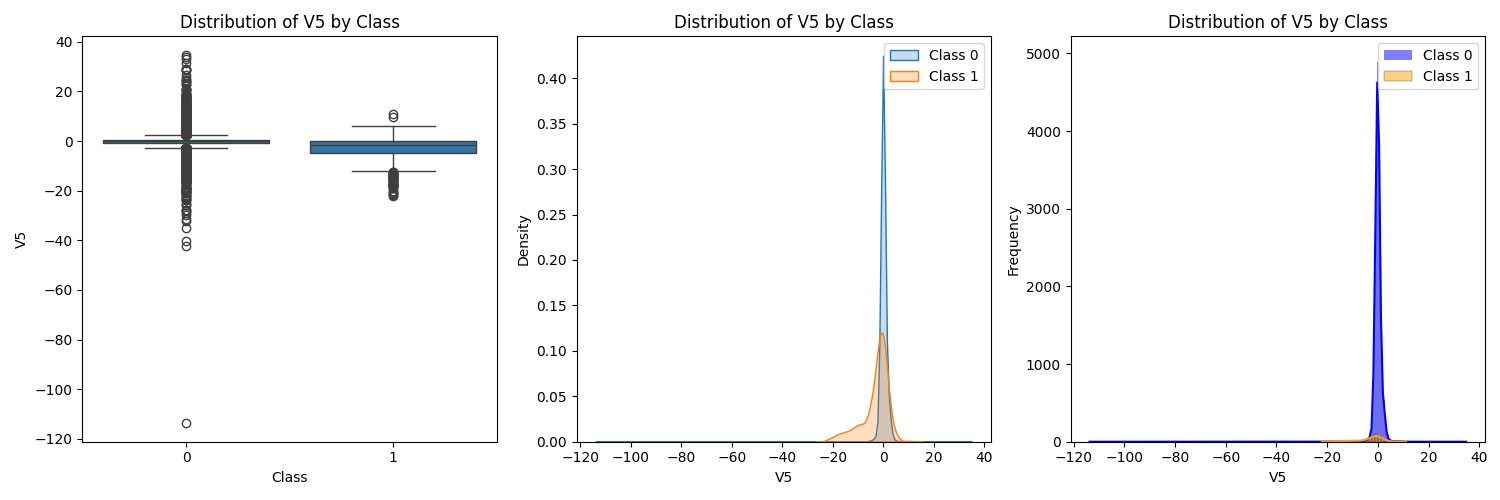 Distribution of V5 by Class
40
20
0
−20
−40
−60
−80
−100
−120
V5
0 1
Class
Distribution of V5 by Class
Class 0
Class 1
0.40
0.35
0.30
0.25
0.20
0.15
0.10
0.05
0.00
Density
−120 −100 −80 −60 −40 −20 0 20 40
V5
Distribution of V5 by Class
Class 0
Class 1
5000
4000
3000
2000
1000
0
Frequency
−120 −100 −80 −60 −40 −20 0 20 40
V5